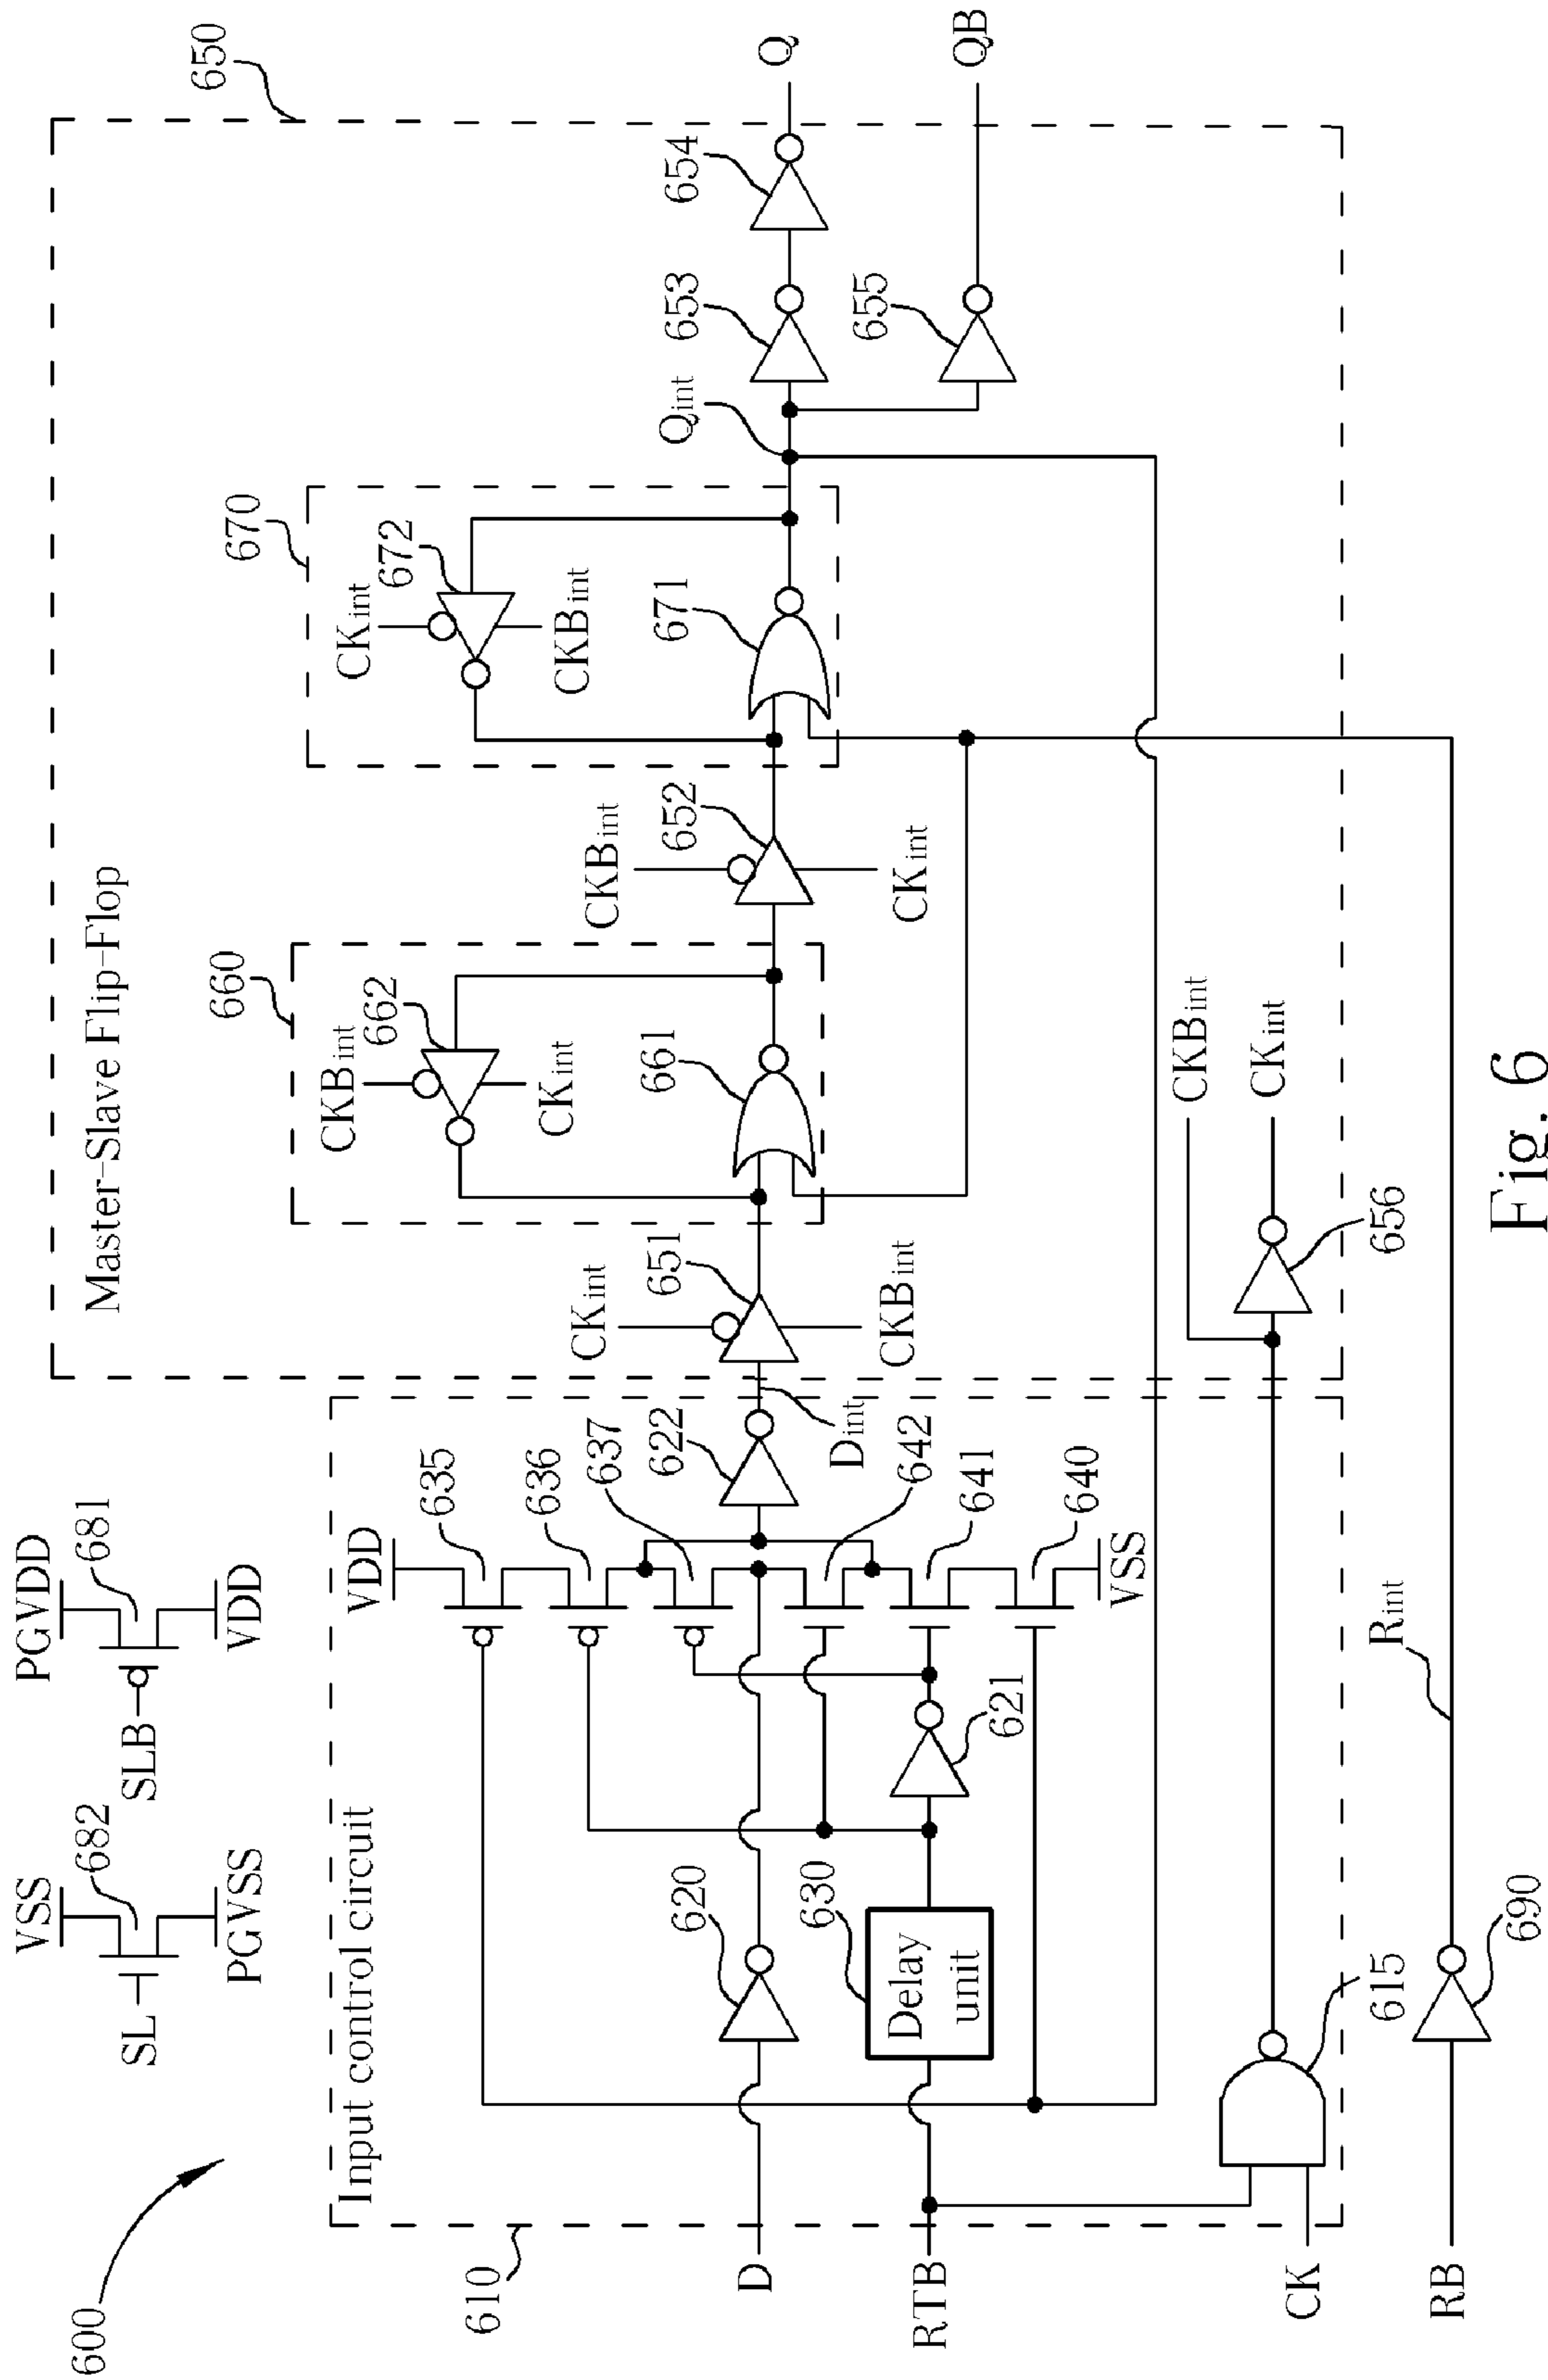 600
VSS
SL
682
PGVSS
PGVDD
SLB
681
VDD
Master-Slave Flip-Flop
650
610
Input control circuit
VDD
635
636
637
622
Dint
642
641
640
VSS
D
620
RTB
630
Delay
unit
621
CK
615
RB
690
Rint
CKint
651
CKBint
660
CKBint
662
CKint
661
CKBint
652
CKint
670
CKint
672
CKBint
671
Qint
653
654
Q
655
QB
CKBint
CKint
656
Fig. 6